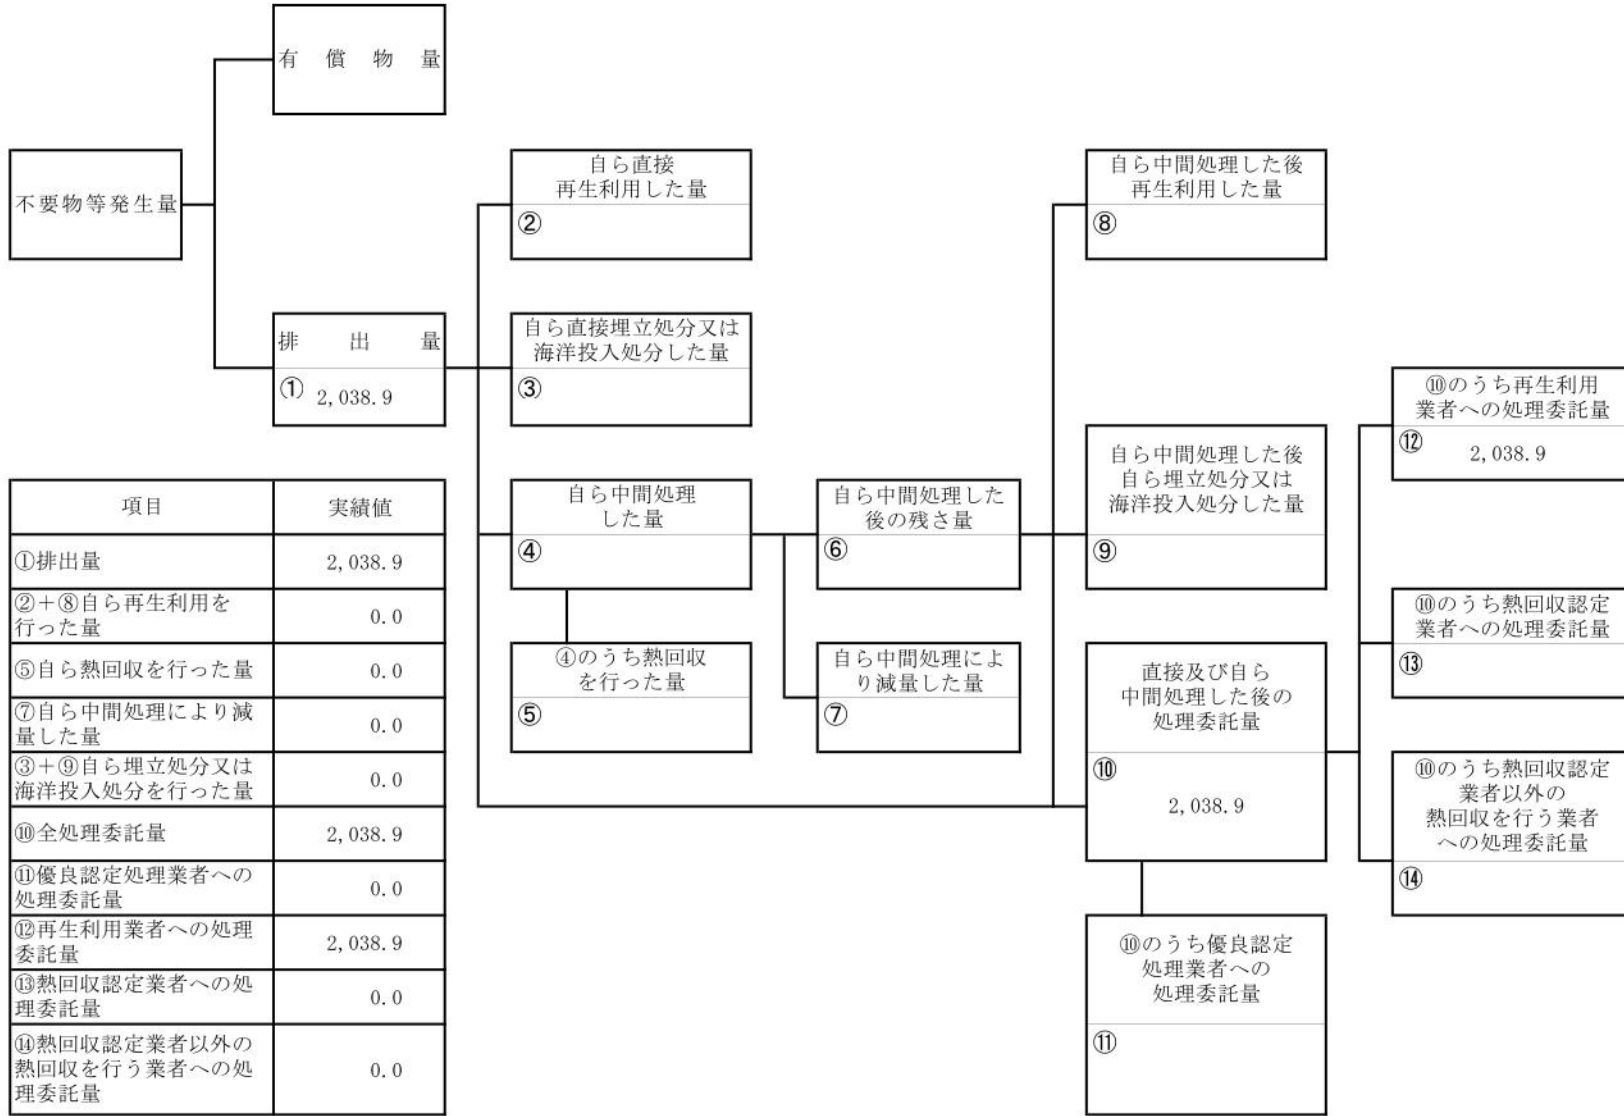 有償物量
不要物等発生量
排出量
① 2,038.9
自ら直接
再生利用した量
②
自ら直接埋立処分又は
海洋投入処分した量
③
自ら中間処理
した量
④
④のうち熱回収
を行った量
⑤
自ら中間処理した
後の残さ量
⑥
自ら中間処理によ
り減量した量
⑦
自ら中間処理した後
再生利用した量
⑧
自ら中間処理した後
自ら埋立処分又は
海洋投入処分した量
⑨
直接及び自ら
中間処理した後の
処理委託量
⑩
2,038.9
⑩のうち優良認定
処理業者への
処理委託量
⑪
⑩のうち再生利用
業者への処理委託量
⑫
2,038.9
⑩のうち熱回収認定
業者への処理委託量
⑬
⑩のうち熱回収認定
業者以外の
熱回収を行う業者
への処理委託量
⑭
項目 実績値
①排出量 2,038.9
②+⑧自ら再生利用を
行った量 0.0
⑤自ら熱回収を行った量 0.0
⑦自ら中間処理により減
量した量 0.0
③+⑨自ら埋立処分又は
海洋投入処分を行った量 0.0
⑩全処理委託量 2,038.9
⑪優良認定処理業者への
処理委託量 0.0
⑫再生利用業者への処理
委託量 2,038.9
⑬熱回収認定業者への処
理委託量 0.0
⑭熱回収認定業者以外の
熱回収を行う業者への処
理委託量 0.0